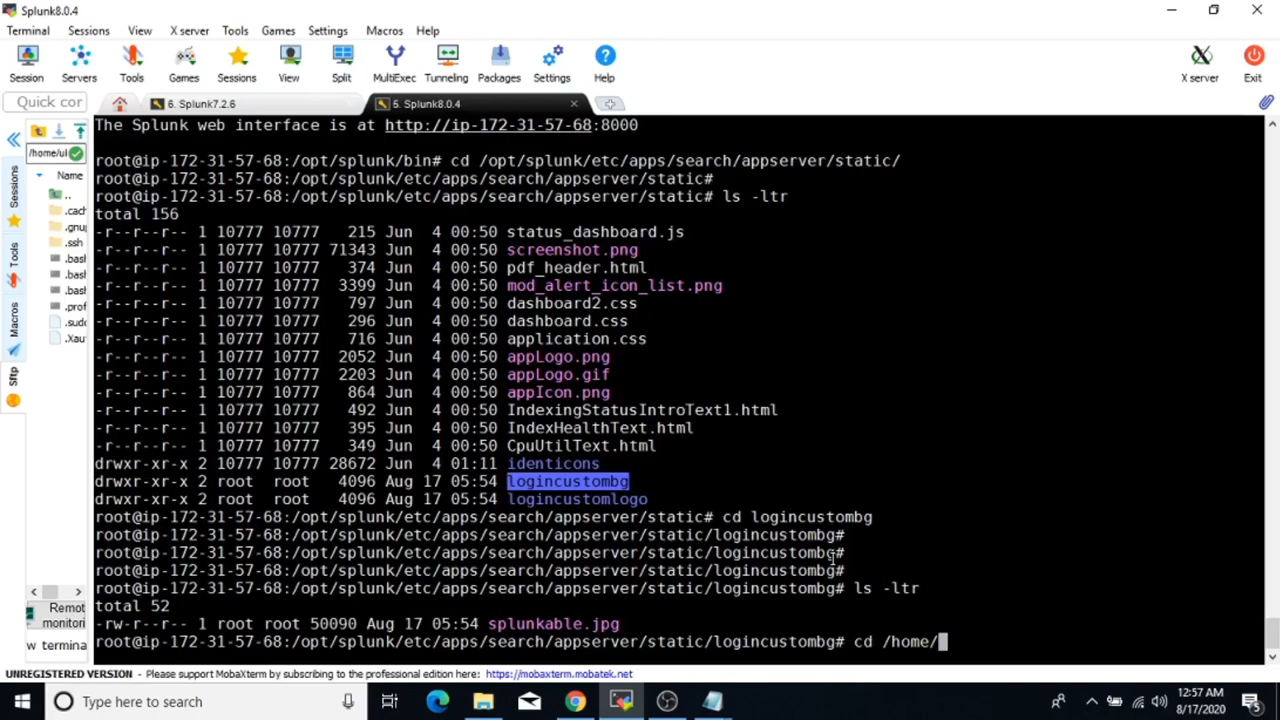 Splunk8.0.4
Terminal Sessions View X server Tools Games Settings Macros Help
Session Servers Tools Games Sessions View Split MultiExec Tunneling Packages Settings Help X server Exit
Quick cor
6. Splunk7.2.6
5. Splunk8.0.4
/home/ul
Name
..
.cac
.gnu
.ssh
.bas
.bas
.bas
.pro
.sud
.Xau
Sessions
Tools
Macros
Sftp
Remot
monitori
w termina
The Splunk web interface is at http://ip-172-31-57-68:8000
root@ip-172-31-57-68:/opt/splunk/bin# cd /opt/splunk/etc/apps/search/appserver/static/
root@ip-172-31-57-68:/opt/splunk/etc/apps/search/appserver/static#
root@ip-172-31-57-68:/opt/splunk/etc/apps/search/appserver/static# ls -ltr
total 156
-r--r--r-- 1 10777 10777 215 Jun 4 00:50 status_dashboard.js
-r--r--r-- 1 10777 10777 71343 Jun 4 00:50 screenshot.png
-r--r--r-- 1 10777 10777 374 Jun 4 00:50 pdf_header.html
-r--r--r-- 1 10777 10777 3399 Jun 4 00:50 mod_alert_icon_list.png
-r--r--r-- 1 10777 10777 797 Jun 4 00:50 dashboard2.css
-r--r--r-- 1 10777 10777 296 Jun 4 00:50 dashboard.css
-r--r--r-- 1 10777 10777 716 Jun 4 00:50 application.css
-r--r--r-- 1 10777 10777 2052 Jun 4 00:50 appLogo.png
-r--r--r-- 1 10777 10777 2203 Jun 4 00:50 appLogo.gif
-r--r--r-- 1 10777 10777 864 Jun 4 00:50 appIcon.png
-r--r--r-- 1 10777 10777 492 Jun 4 00:50 IndexingStatusIntroText1.html
-r--r--r-- 1 10777 10777 395 Jun 4 00:50 IndexHealthText.html
-r--r--r-- 1 10777 10777 349 Jun 4 00:50 CpuUtilText.html
drwxr-xr-x 2 10777 10777 28672 Jun 4 01:11 identicons
drwxr-xr-x 2 root root 4096 Aug 17 05:54 logincustombg
drwxr-xr-x 2 root root 4096 Aug 17 05:54 logincustomlogo
root@ip-172-31-57-68:/opt/splunk/etc/apps/search/appserver/static# cd logincustombg
root@ip-172-31-57-68:/opt/splunk/etc/apps/search/appserver/static/logincustombg#
root@ip-172-31-57-68:/opt/splunk/etc/apps/search/appserver/static/logincustombg#
root@ip-172-31-57-68:/opt/splunk/etc/apps/search/appserver/static/logincustombg#
root@ip-172-31-57-68:/opt/splunk/etc/apps/search/appserver/static/logincustombg# ls -ltr
total 52
-rw-r--r-- 1 root root 50090 Aug 17 05:54 splunkable.jpg
root@ip-172-31-57-68:/opt/splunk/etc/apps/search/appserver/static/logincustombg# cd /home/
UNREGISTERED VERSION - Please support MobaXterm by subscribing to the professional edition here: https://mobaxterm.mobatek.net
Type here to search
12:57 AM
8/17/2020
5